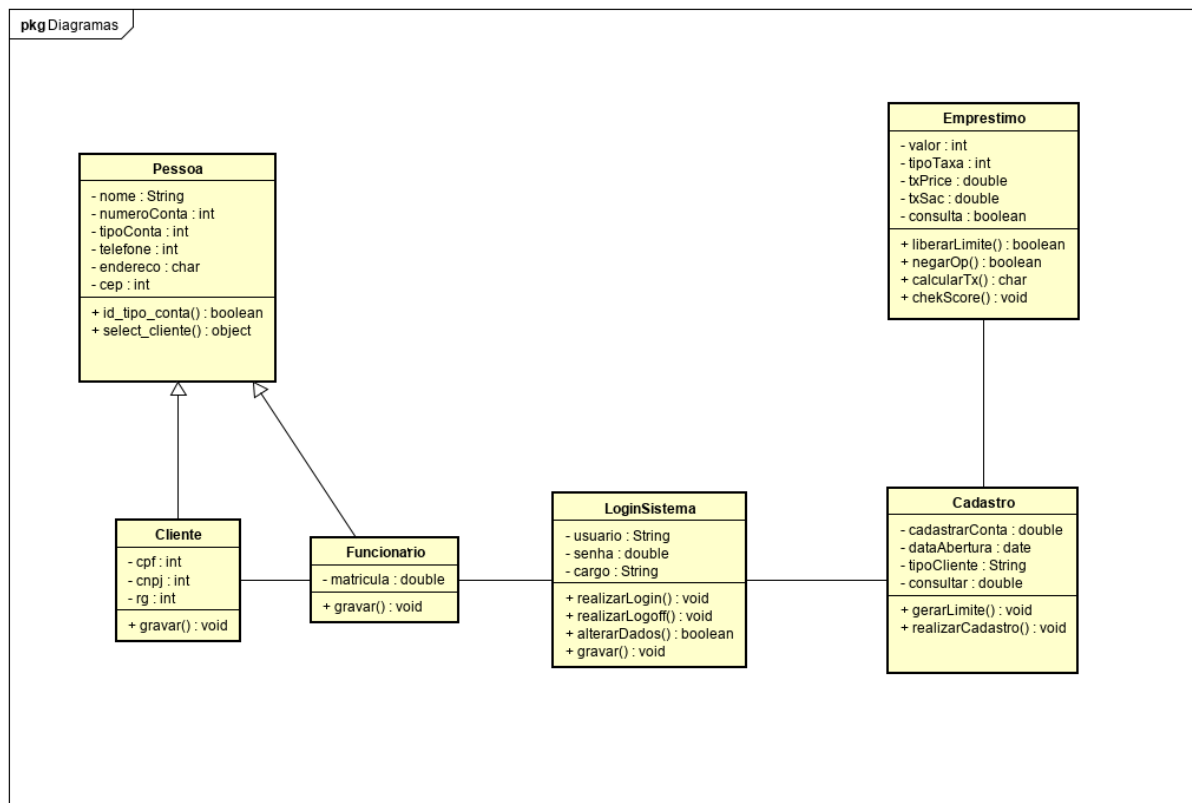 pkg Diagramas
Pessoa
- nome : String
- numeroConta : int
- tipoConta : int
- telefone : int
- endereco : char
- cep : int
+ id_tipo_conta() : boolean
+ select_cliente() : object
Emprestimo
- valor : int
- tipoTaxa : int
- txPrice : double
- txSac : double
- consulta : boolean
+ liberarLimite() : boolean
+ negarOp() : boolean
+ calcularTx() : char
+ chekScore() : void
Cliente
- cpf : int
- cnpj : int
- rg : int
+ gravar() : void
Funcionario
- matricula : double
+ gravar() : void
LoginSistema
- usuario : String
- senha : double
- cargo : String
+ realizarLogin() : void
+ realizarLogoff() : void
+ alterarDados() : boolean
+ gravar() : void
Cadastro
- cadastrarConta : double
- dataAbertura : date
- tipoCliente : String
- consultar : double
+ gerarLimite() : void
+ realizarCadastro() : void